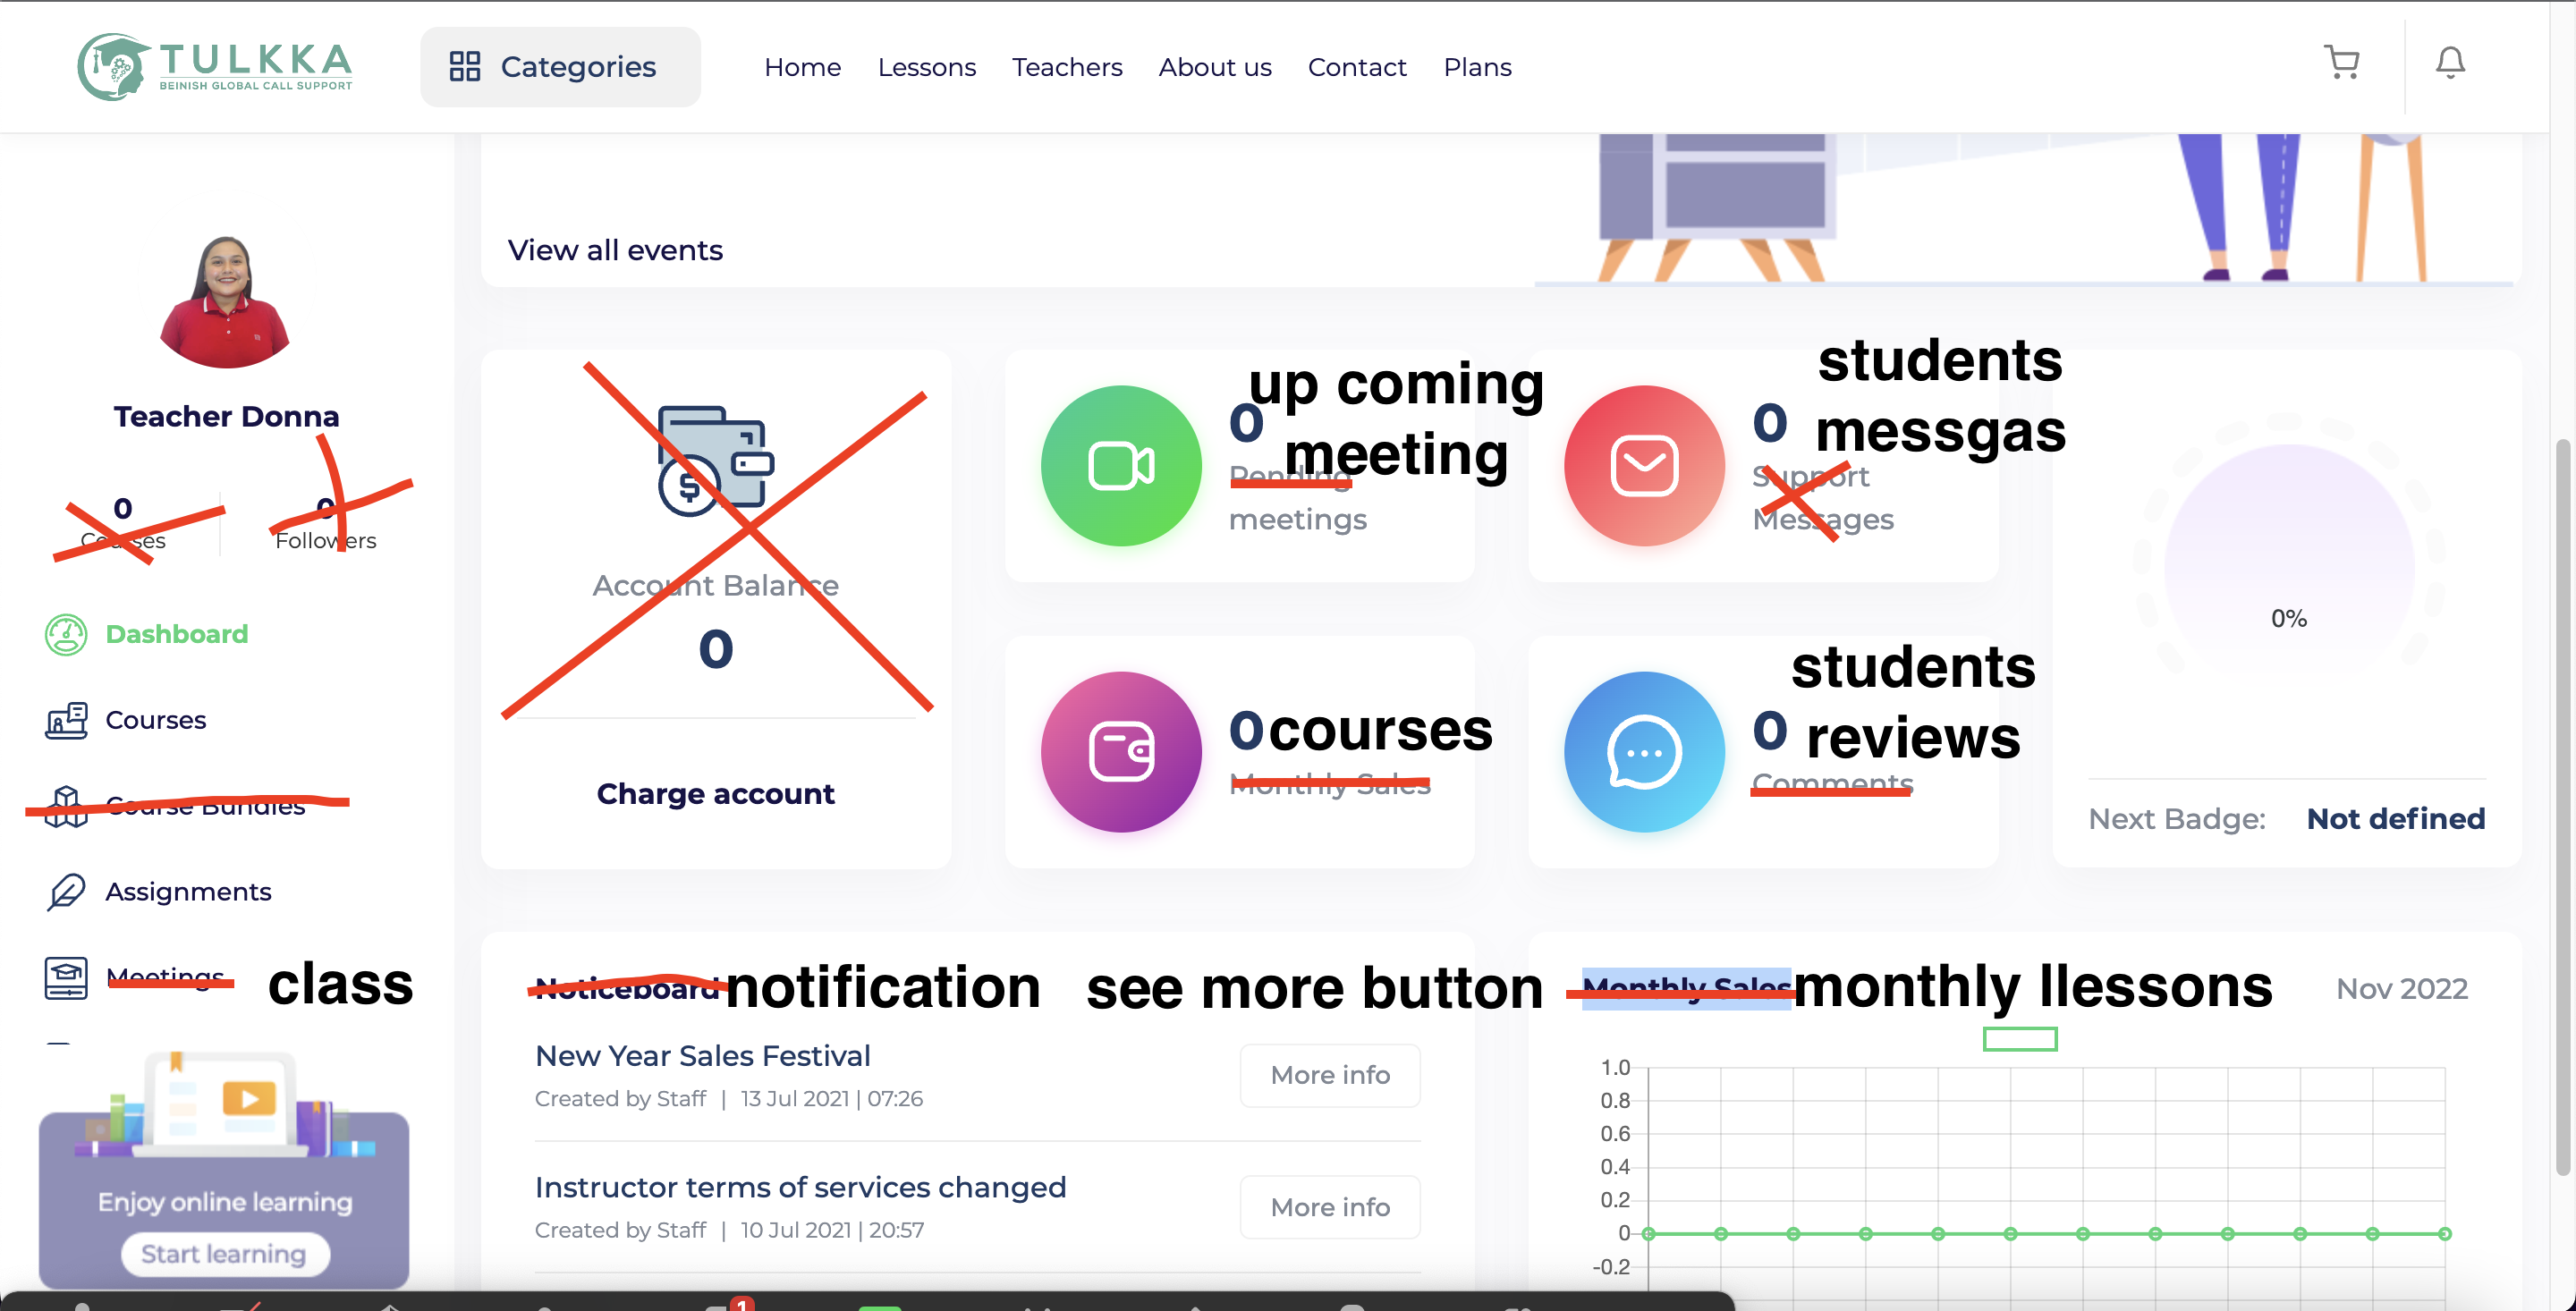 TULKKA
BEINISH GLOBAL CALL SUPPORT
Categories
Home
Lessons
Teachers
About us
Contact
Plans
View all events
Teacher Donna
0
Courses
0
Followers
Dashboard
Courses
Course Bundles
Assignments
Meetings
class
Enjoy online learning
Start learning
Account Balance
0
Charge account
up coming
meeting
0
Pending
meetings
students
messgas
0
Support
Messages
0
courses
Monthly Sales
students
reviews
0
Comments
0%
Next Badge:
Not defined
Noticeboard
notification
see more button
New Year Sales Festival
Created by Staff | 13 Jul 2021 | 07:26
More info
Instructor terms of services changed
Created by Staff | 10 Jul 2021 | 20:57
More info
Monthly Sales
monthly llessons
Nov 2022
1.0
0.8
0.6
0.4
0.2
0
-0.2
1